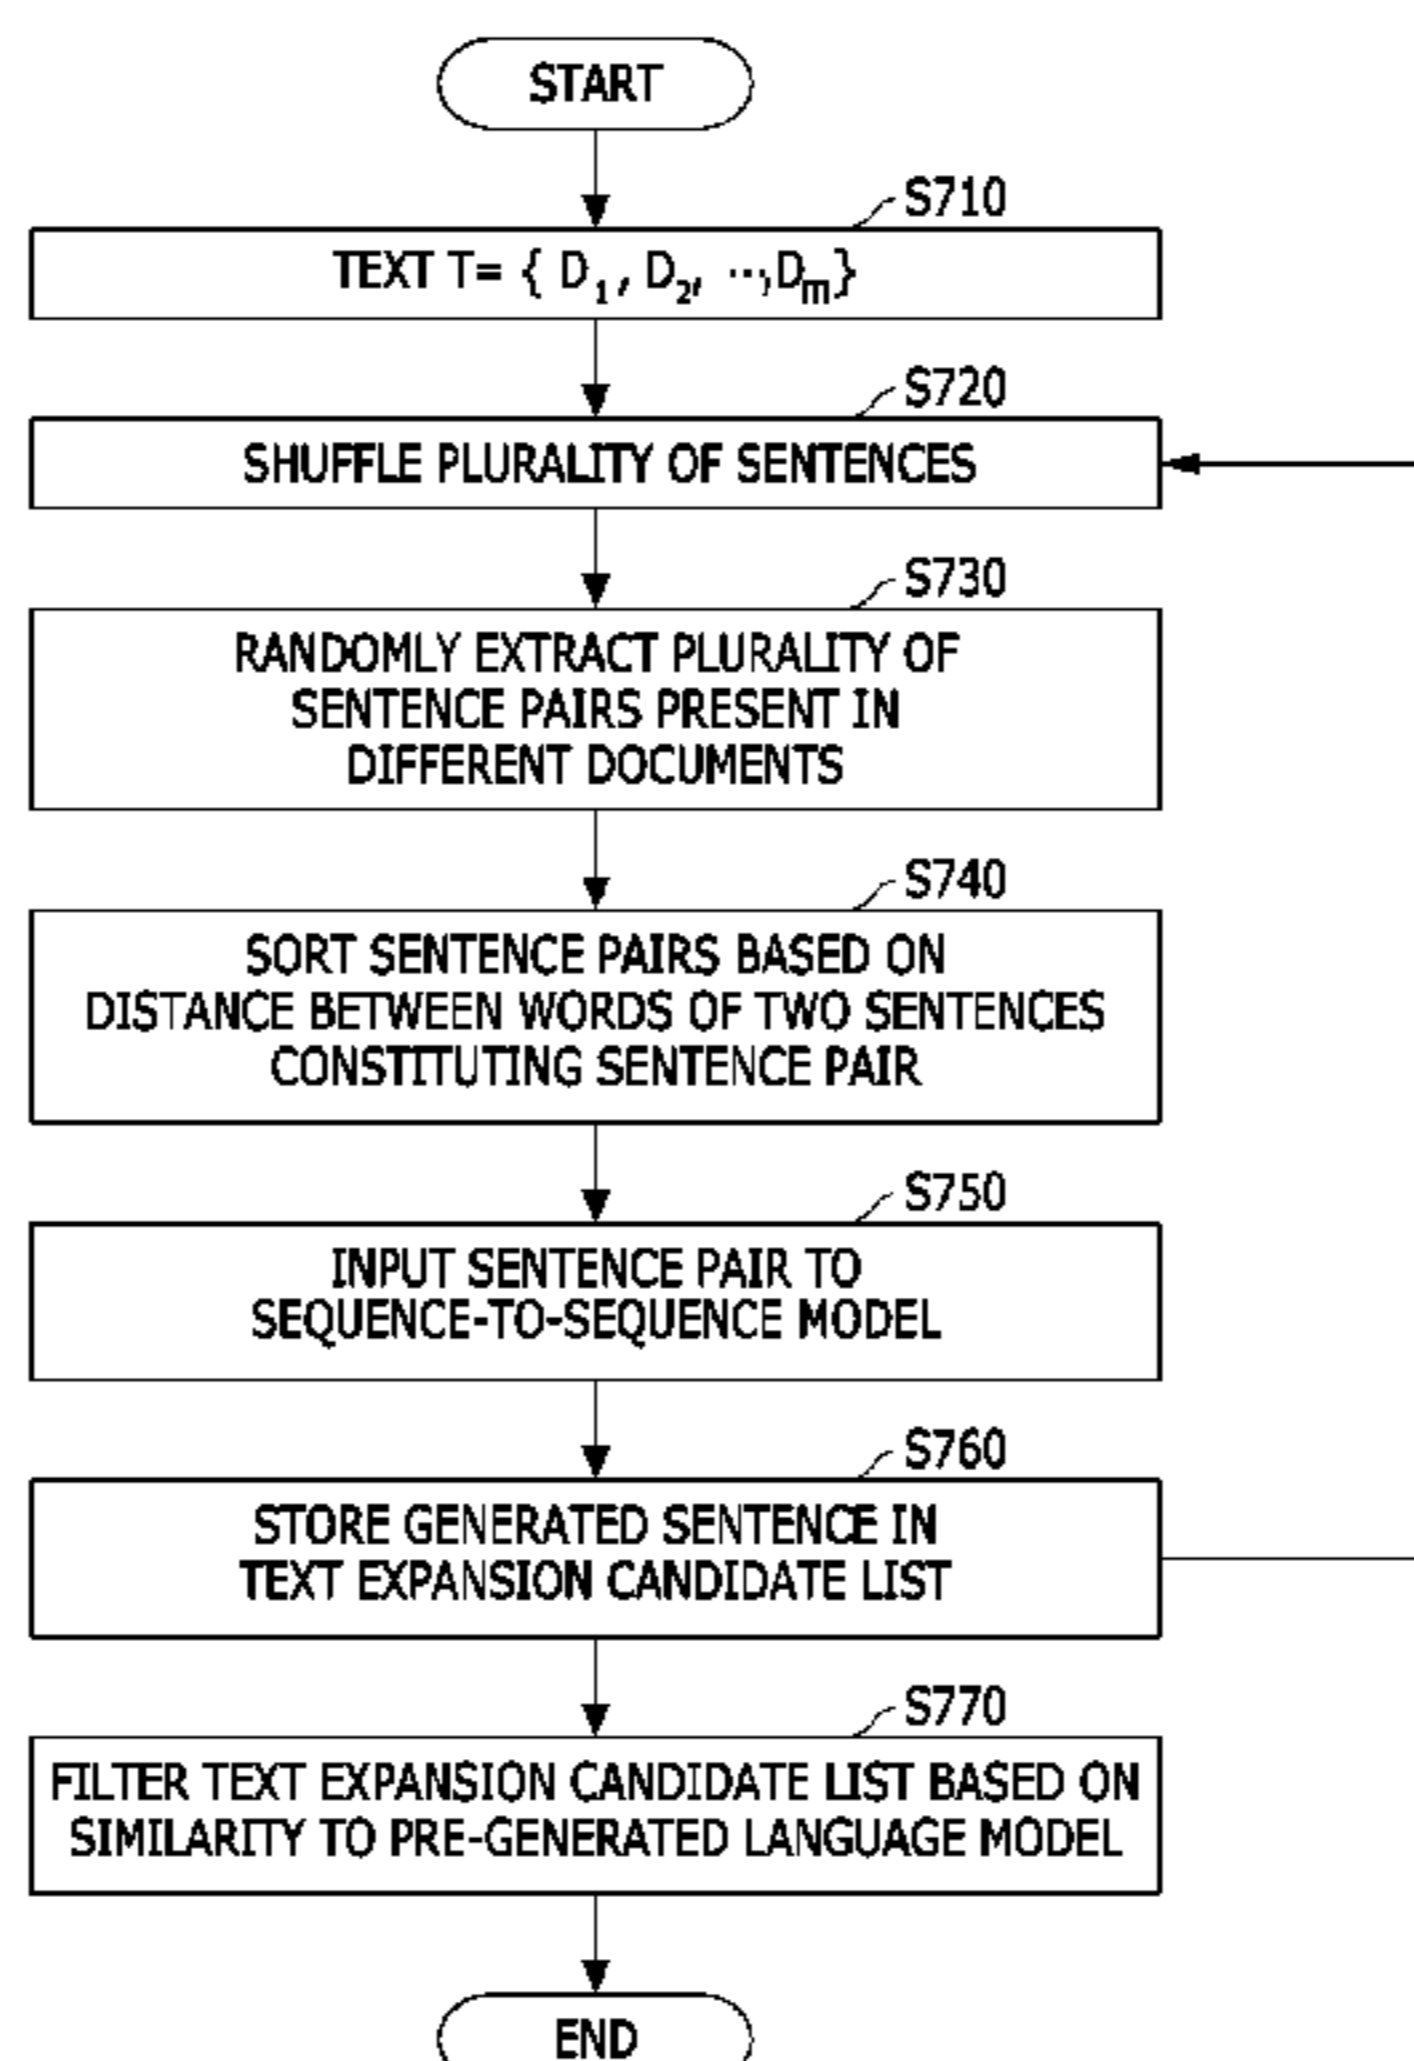 START
S710
TEXT T= { D1, D2, ···,Dm}
S720
SHUFFLE PLURALITY OF SENTENCES
S730
RANDOMLY EXTRACT PLURALITY OF
SENTENCE PAIRS PRESENT IN
DIFFERENT DOCUMENTS
S740
SORT SENTENCE PAIRS BASED ON
DISTANCE BETWEEN WORDS OF TWO SENTENCES
CONSTITUTING SENTENCE PAIR
S750
INPUT SENTENCE PAIR TO
SEQUENCE-TO-SEQUENCE MODEL
S760
STORE GENERATED SENTENCE IN
TEXT EXPANSION CANDIDATE LIST
S770
FILTER TEXT EXPANSION CANDIDATE LIST BASED ON
SIMILARITY TO PRE-GENERATED LANGUAGE MODEL
END